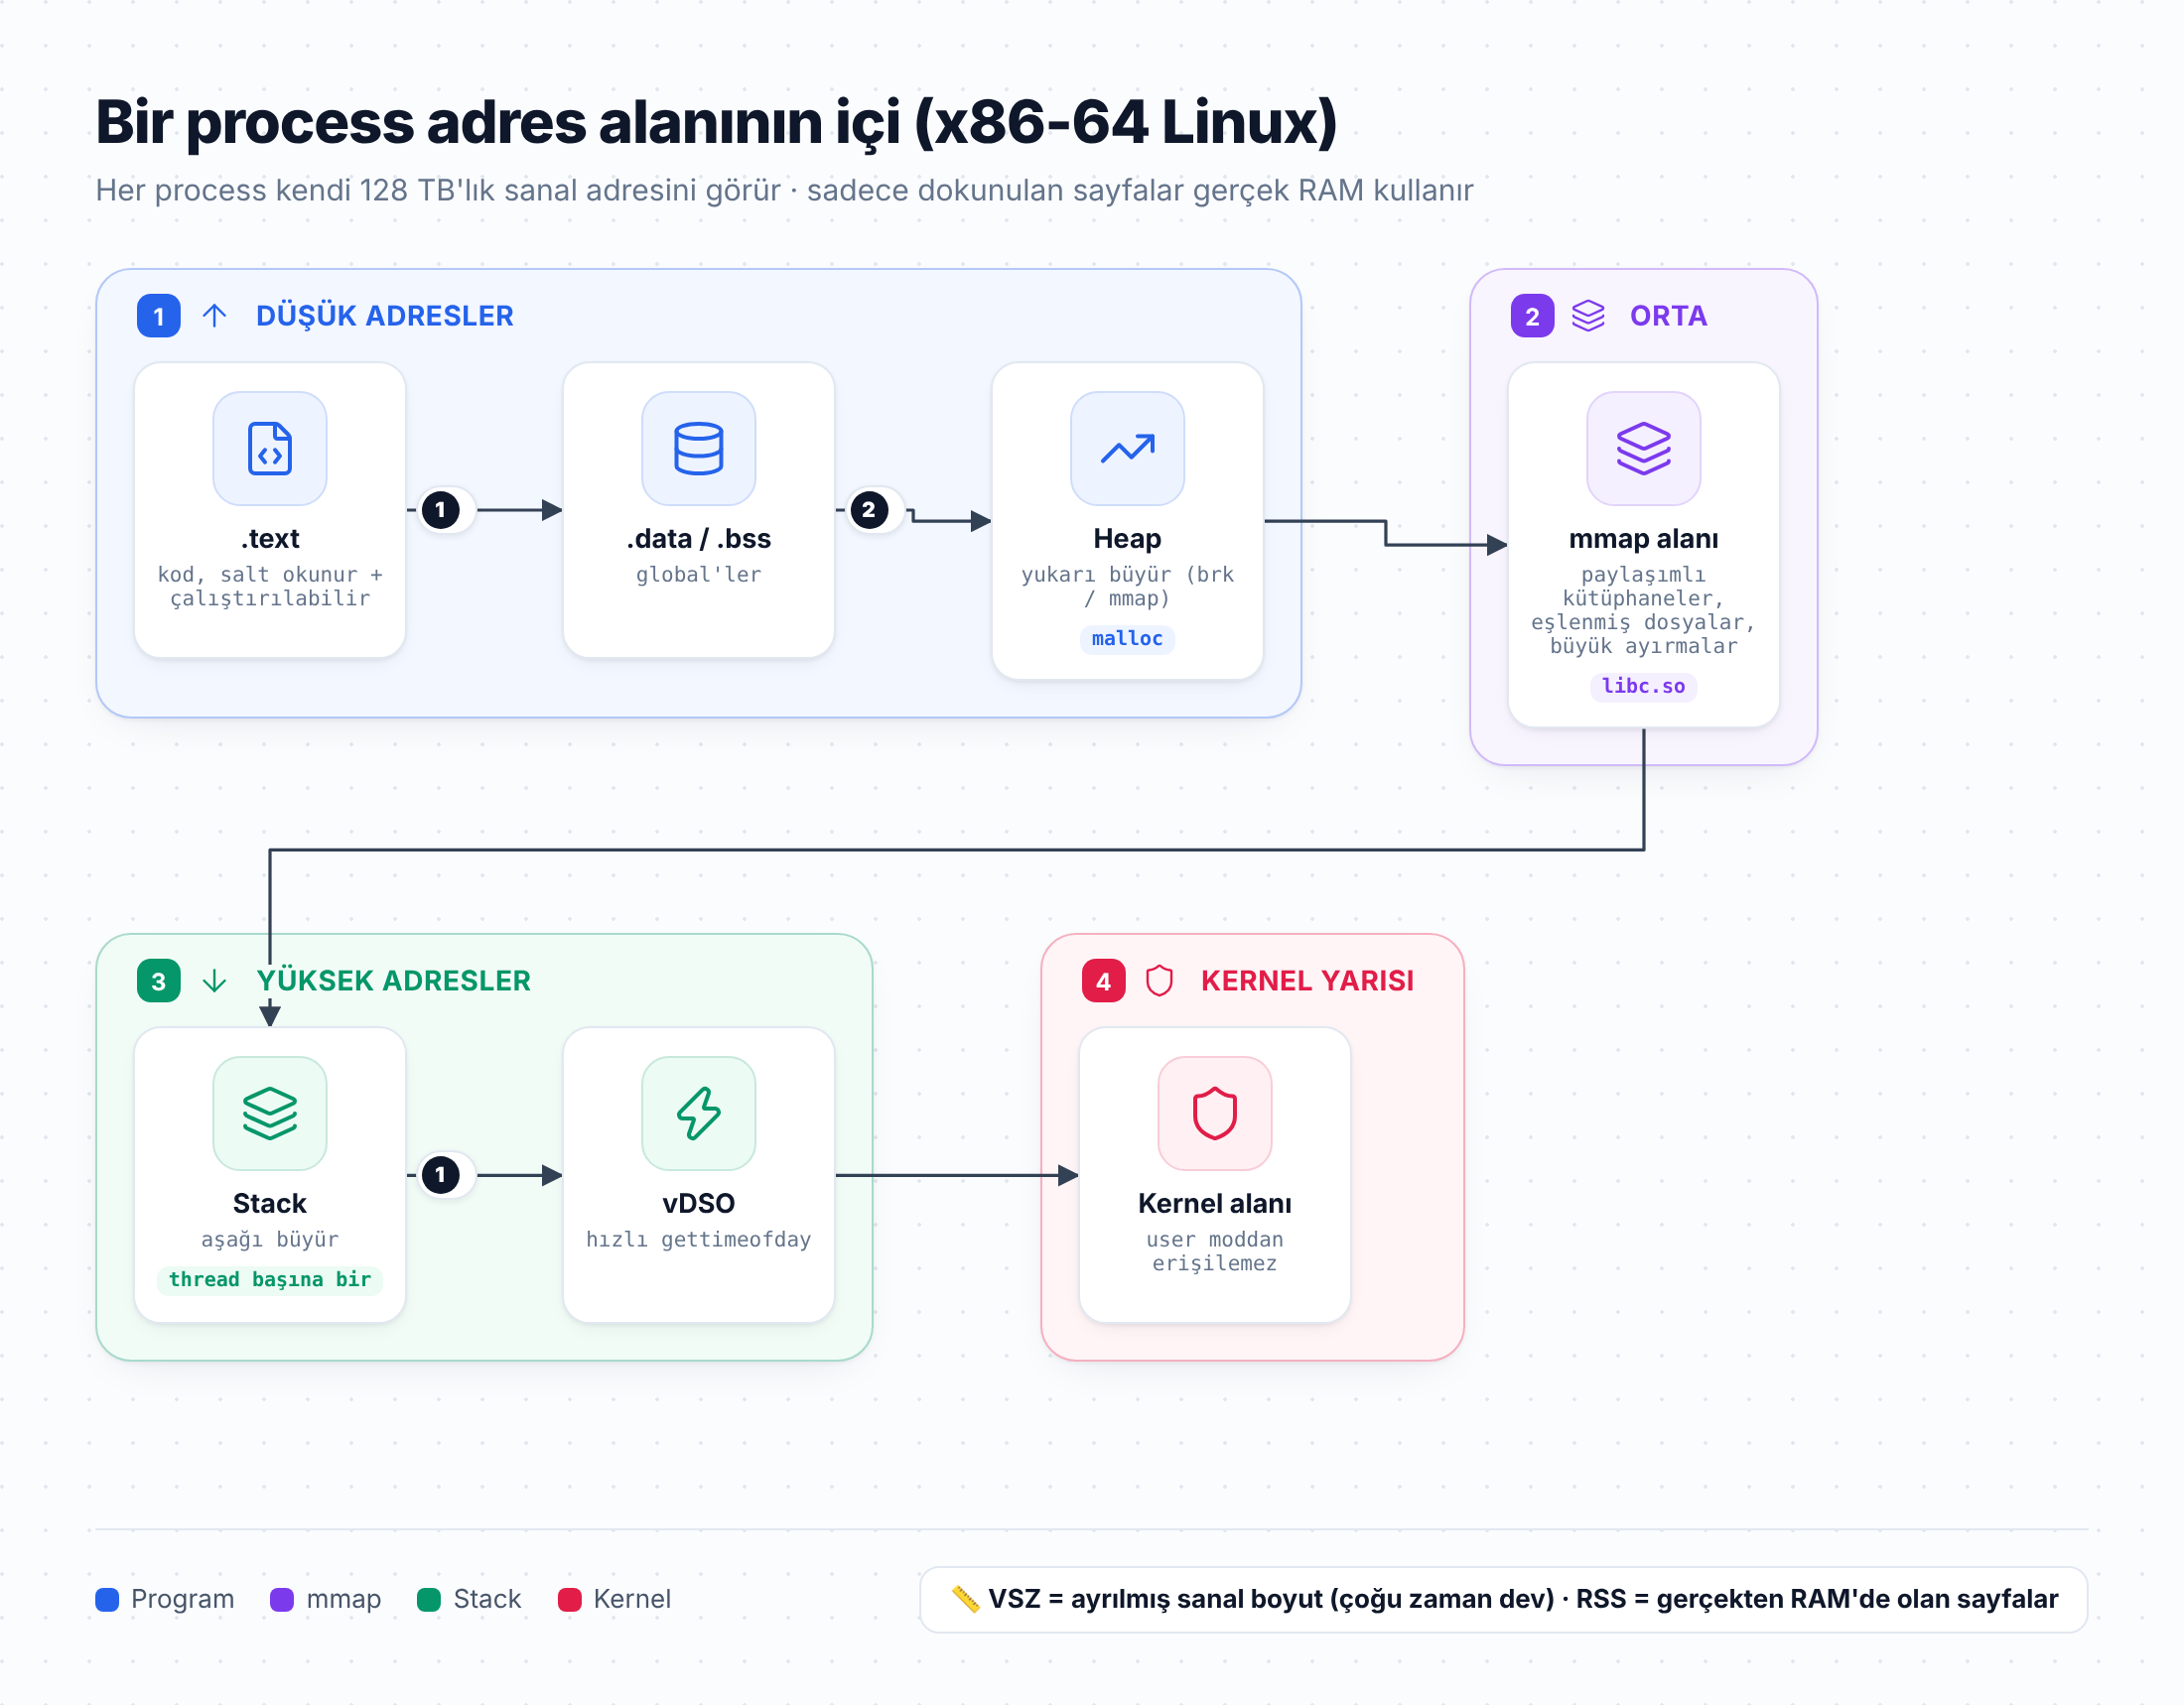 Bir process adres alanının içi (x86-64 Linux)
Her process kendi 128 TB'lık sanal adresini görür · sadece dokunulan sayfalar gerçek RAM kullanır
1 DÜŞÜK ADRESLER
.text
kod, salt okunur +
çalıştırılabilir
1
.data / .bss
global'ler
2
Heap
yukarı büyür (brk
/ mmap)
malloc
2 ORTA
mmap alanı
paylaşımlı
kütüphaneler,
eşlenmiş dosyalar,
büyük ayırmalar
libc.so
3 YÜKSEK ADRESLER
Stack
aşağı büyür
thread başına bir
1
vDSO
hızlı gettimeofday
4 KERNEL YARISI
Kernel alanı
user moddan
erişilemez
Program
mmap
Stack
Kernel
📏 VSZ = ayrılmış sanal boyut (çoğu zaman dev) · RSS = gerçekten RAM'de olan sayfalar